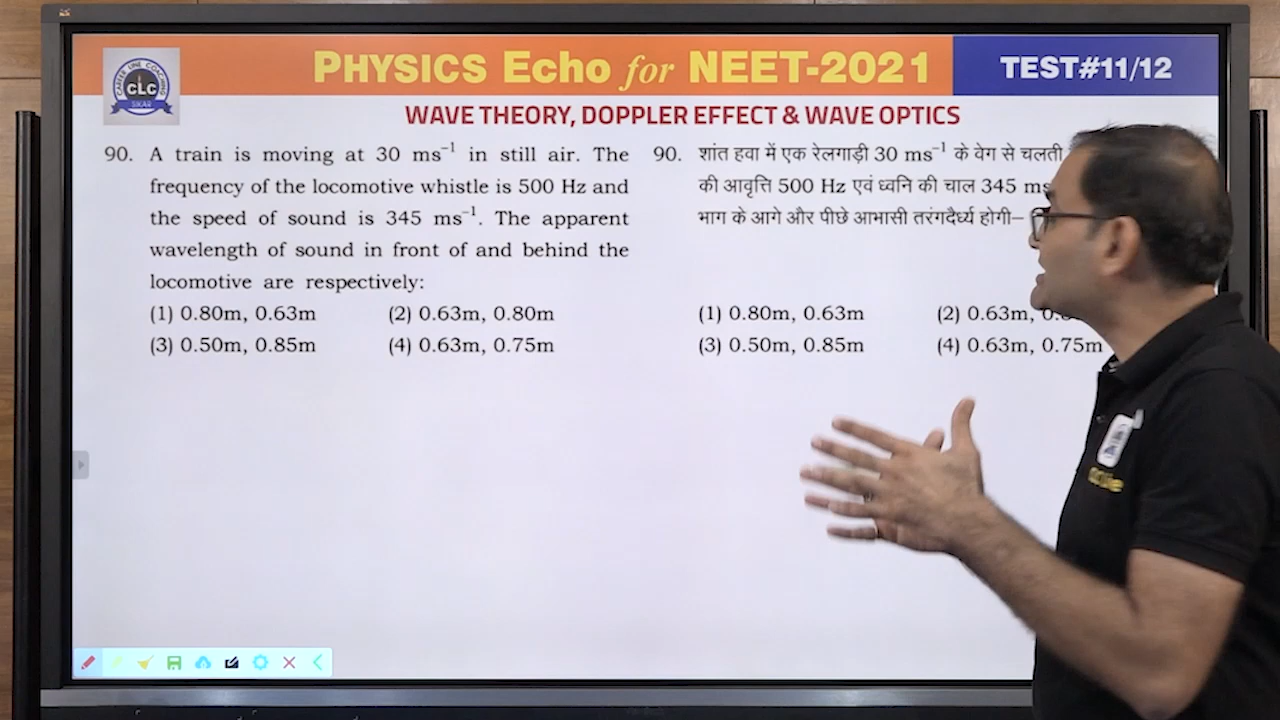 PHYSICS Echo for NEET-2021
TEST#11/12
CAREER LINE COACHING
CLC
SIKAR
WAVE THEORY, DOPPLER EFFECT & WAVE OPTICS
90. A train is moving at 30 ms⁻¹ in still air. The
frequency of the locomotive whistle is 500 Hz and
the speed of sound is 345 ms⁻¹. The apparent
wavelength of sound in front of and behind the
locomotive are respectively:
(1) 0.80m, 0.63m (2) 0.63m, 0.80m
(3) 0.50m, 0.85m (4) 0.63m, 0.75m
90. शांत हवा में एक रेलगाड़ी 30 ms⁻¹ के वेग से चलती
की आवृत्ति 500 Hz एवं ध्वनि की चाल 345 ms
भाग के आगे और पीछे आभासी तरंगदैर्ध्य होगी–
(1) 0.80m, 0.63m (2) 0.63m,
(3) 0.50m, 0.85m (4) 0.63m, 0.75m